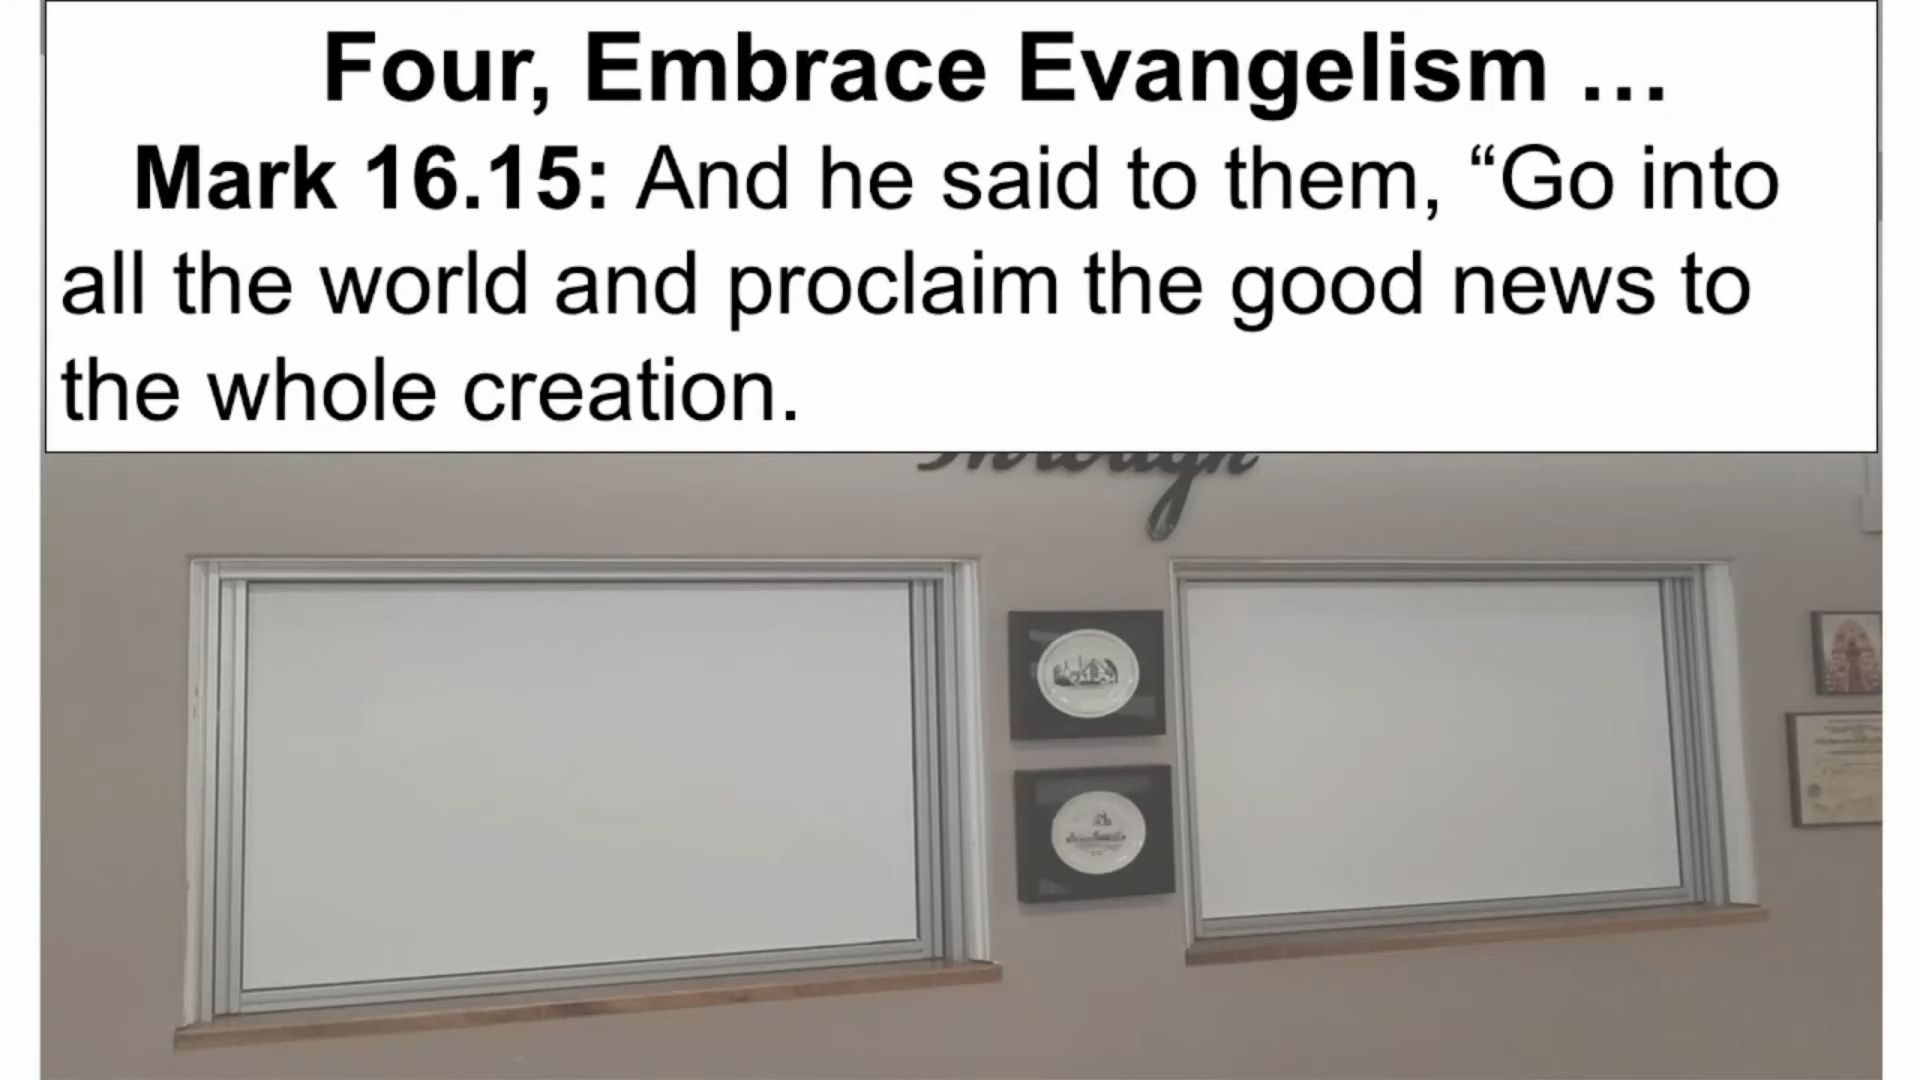 Four, Embrace Evangelism …
Mark 16.15: And he said to them, “Go into
all the world and proclaim the good news to
the whole creation.
Through